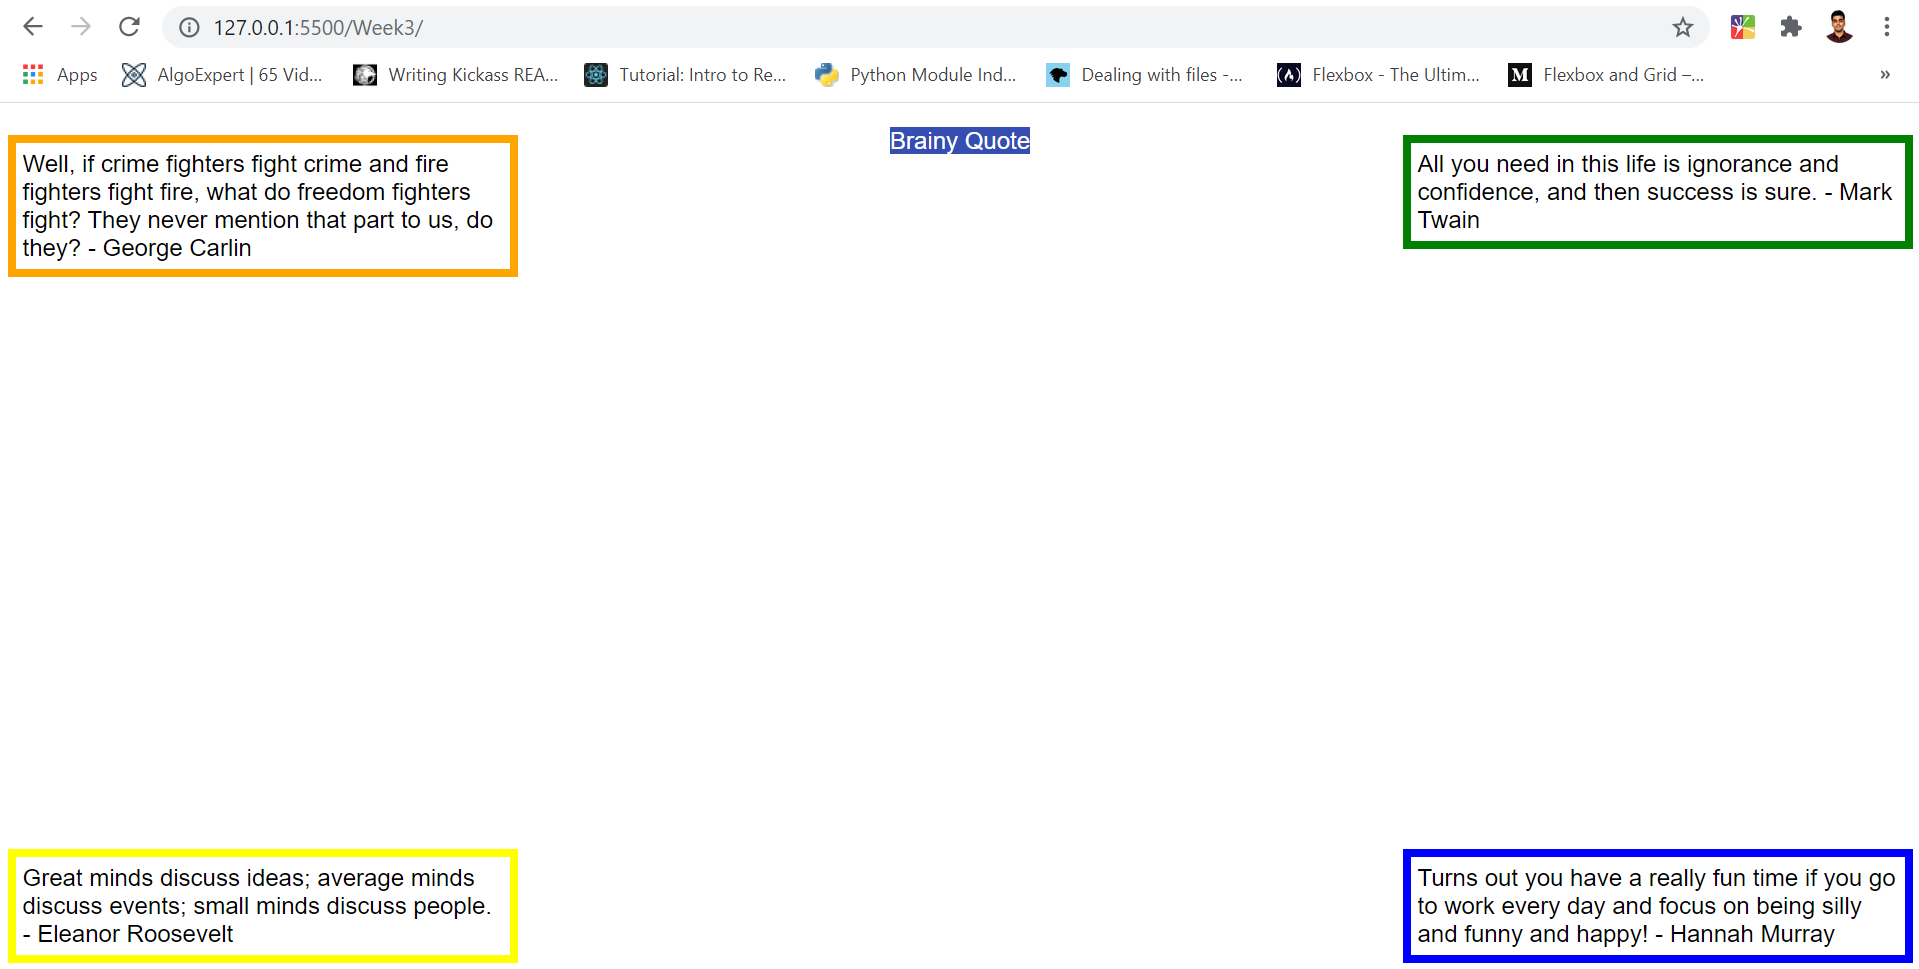 127.0.0.1:5500/Week3/
Apps
AlgoExpert | 65 Vid...
Writing Kickass REA...
Tutorial: Intro to Re...
Python Module Ind...
Dealing with files -...
Flexbox - The Ultim...
Flexbox and Grid –...
»
Brainy Quote
Well, if crime fighters fight crime and fire
fighters fight fire, what do freedom fighters
fight? They never mention that part to us, do
they? - George Carlin
All you need in this life is ignorance and
confidence, and then success is sure. - Mark
Twain
Great minds discuss ideas; average minds
discuss events; small minds discuss people.
- Eleanor Roosevelt
Turns out you have a really fun time if you go
to work every day and focus on being silly
and funny and happy! - Hannah Murray